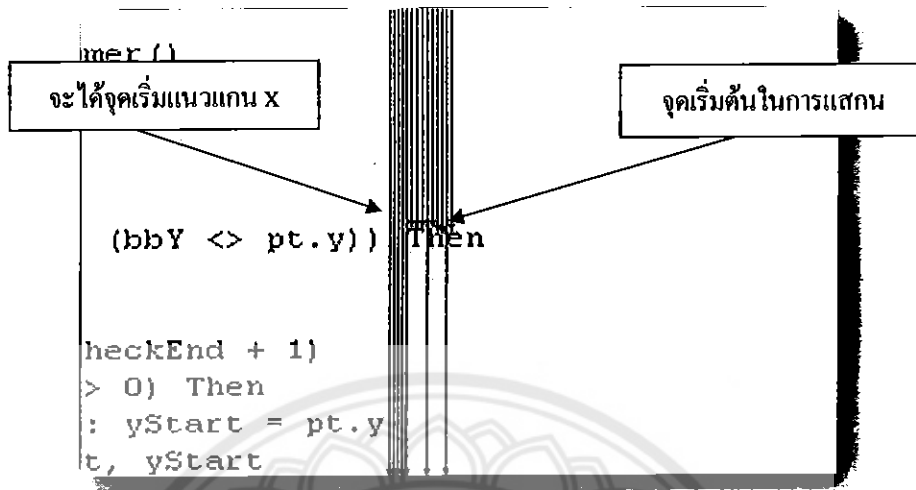 mer()
จะได้จุดเริ่มแนวแกน x
จุดเริ่มต้นในการแสกน
(bbY <> pt.y)) Then
heckEnd + 1)
> 0) Then
: yStart = pt.y
t, yStart